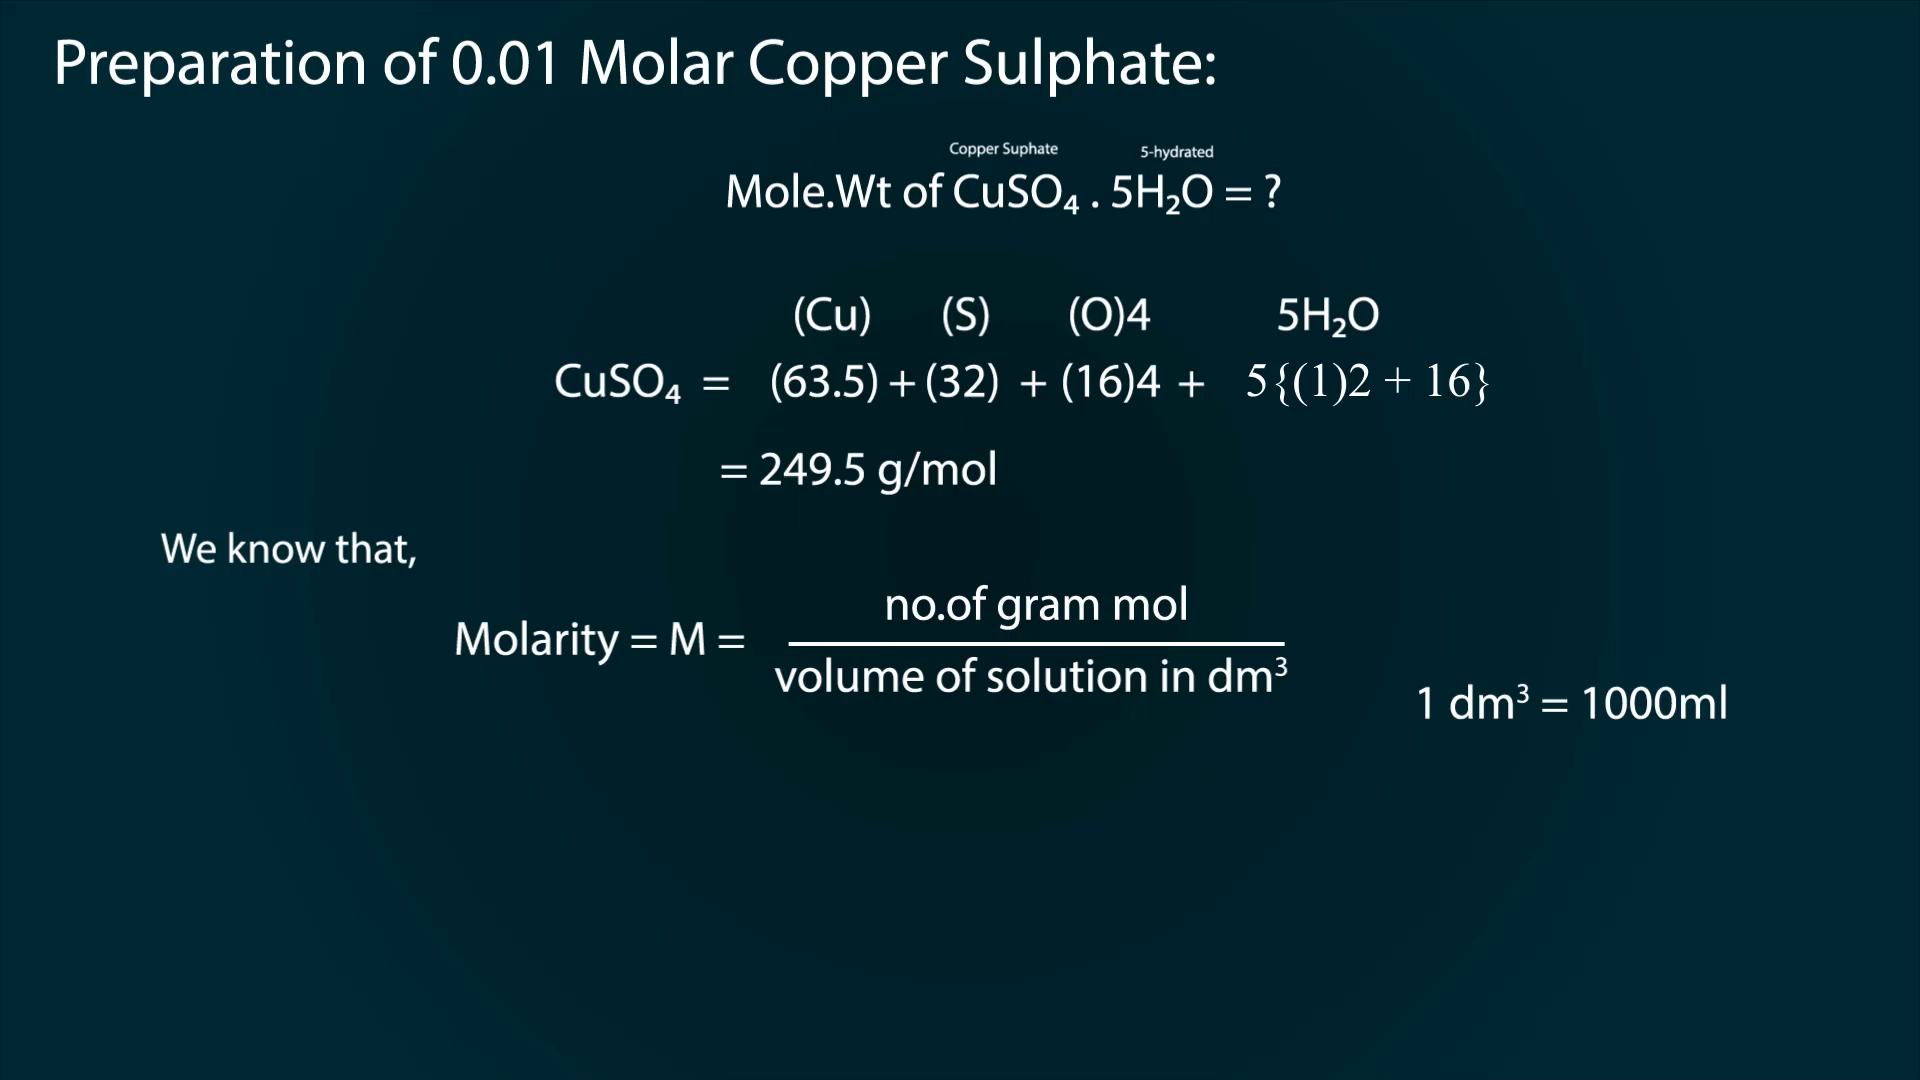 Preparation of 0.01 Molar Copper Sulphate:
Copper Suphate 5-hydrated
Mole.Wt of CuSO₄ . 5H₂O = ?
(Cu) (S) (O)4 5H₂O
CuSO₄ = (63.5) + (32) + (16)4 + 5{(1)2 + 16}
= 249.5 g/mol
We know that,
no.of gram mol
Molarity = M =
volume of solution in dm³
1 dm³ = 1000ml